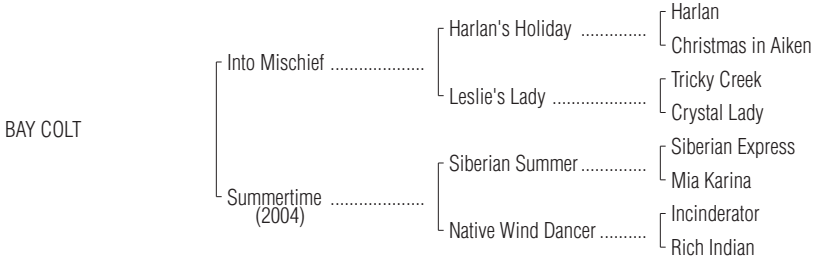 Harlan
Harlan's Holiday ..............
Christmas in Aiken
Into Mischief ....................
Tricky Creek
Leslie's Lady ....................
Crystal Lady
BAY COLT
Siberian Express
Siberian Summer..............
Mia Karina
Summertime ....................
(2004)
Incinderator
Native Wind Dancer ..........
Rich Indian